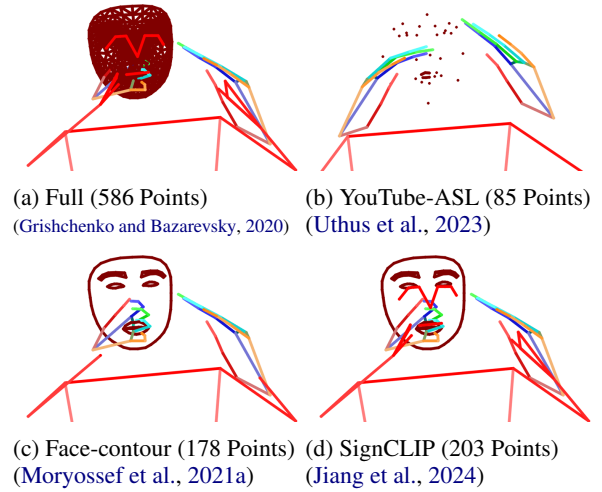 (a) Full (586 Points)
(Grishchenko and Bazarevsky, 2020)
(b) YouTube-ASL (85 Points)
(Uthus et al., 2023)
(c) Face-contour (178 Points)
(Moryossef et al., 2021a)
(d) SignCLIP (203 Points)
(Jiang et al., 2024)